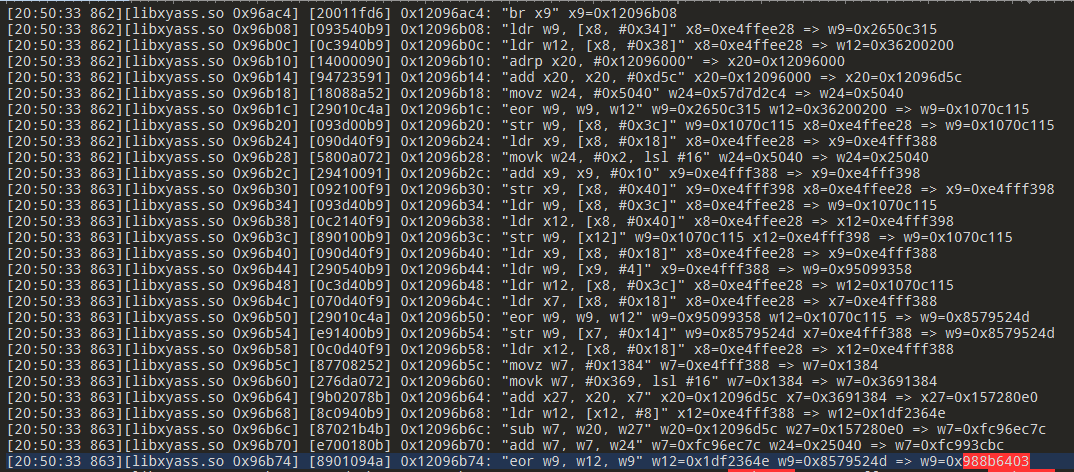 [20:50:33 862][libxyass.so 0x96ac4] [20011fd6] 0x12096ac4: "br x9" x9=0x12096b08
[20:50:33 862][libxyass.so 0x96b08] [093540b9] 0x12096b08: "ldr w9, [x8, #0x34]" x8=0xe4ffee28 => w9=0x2650c315
[20:50:33 862][libxyass.so 0x96b0c] [0c3940b9] 0x12096b0c: "ldr w12, [x8, #0x38]" x8=0xe4ffee28 => w12=0x36200200
[20:50:33 862][libxyass.so 0x96b10] [14000090] 0x12096b10: "adrp x20, #0x12096000" => x20=0x12096000
[20:50:33 862][libxyass.so 0x96b14] [94723591] 0x12096b14: "add x20, x20, #0xd5c" x20=0x12096000 => x20=0x12096d5c
[20:50:33 862][libxyass.so 0x96b18] [18088a52] 0x12096b18: "movz w24, #0x5040" w24=0x57d7d2c4 => w24=0x5040
[20:50:33 862][libxyass.so 0x96b1c] [29010c4a] 0x12096b1c: "eor w9, w9, w12" w9=0x2650c315 w12=0x36200200 => w9=0x1070c115
[20:50:33 862][libxyass.so 0x96b20] [093d00b9] 0x12096b20: "str w9, [x8, #0x3c]" w9=0x1070c115 x8=0xe4ffee28 => w9=0x1070c115
[20:50:33 862][libxyass.so 0x96b24] [090d40f9] 0x12096b24: "ldr x9, [x8, #0x18]" x8=0xe4ffee28 => x9=0xe4fff388
[20:50:33 862][libxyass.so 0x96b28] [5800a072] 0x12096b28: "movk w24, #0x2, lsl #16" w24=0x5040 => w24=0x25040
[20:50:33 862][libxyass.so 0x96b2c] [29410091] 0x12096b2c: "add x9, x9, #0x10" x9=0xe4fff388 => x9=0xe4fff398
[20:50:33 862][libxyass.so 0x96b30] [092100f9] 0x12096b30: "str x9, [x8, #0x40]" x9=0xe4fff398 x8=0xe4ffee28 => x9=0xe4fff398
[20:50:33 863][libxyass.so 0x96b34] [093d40b9] 0x12096b34: "ldr w9, [x8, #0x3c]" x8=0xe4ffee28 => w9=0x1070c115
[20:50:33 863][libxyass.so 0x96b38] [0c2140f9] 0x12096b38: "ldr x12, [x8, #0x40]" x8=0xe4ffee28 => x12=0xe4fff398
[20:50:33 863][libxyass.so 0x96b3c] [890100b9] 0x12096b3c: "str w9, [x12]" w9=0x1070c115 x12=0xe4fff398 => w9=0x1070c115
[20:50:33 863][libxyass.so 0x96b40] [090d40f9] 0x12096b40: "ldr x9, [x8, #0x18]" x8=0xe4ffee28 => x9=0xe4fff388
[20:50:33 863][libxyass.so 0x96b44] [290540b9] 0x12096b44: "ldr w9, [x9, #4]" x9=0xe4fff388 => w9=0x95099358
[20:50:33 863][libxyass.so 0x96b48] [0c3d40b9] 0x12096b48: "ldr w12, [x8, #0x3c]" x8=0xe4ffee28 => w12=0x1070c115
[20:50:33 863][libxyass.so 0x96b4c] [070d40f9] 0x12096b4c: "ldr x7, [x8, #0x18]" x8=0xe4ffee28 => x7=0xe4fff388
[20:50:33 863][libxyass.so 0x96b50] [29010c4a] 0x12096b50: "eor w9, w9, w12" w9=0x95099358 w12=0x1070c115 => w9=0x8579524d
[20:50:33 863][libxyass.so 0x96b54] [e91400b9] 0x12096b54: "str w9, [x7, #0x14]" w9=0x8579524d x7=0xe4fff388 => w9=0x8579524d
[20:50:33 863][libxyass.so 0x96b58] [0c0d40f9] 0x12096b58: "ldr x12, [x8, #0x18]" x8=0xe4ffee28 => x12=0xe4fff388
[20:50:33 863][libxyass.so 0x96b5c] [87708252] 0x12096b5c: "movz w7, #0x1384" w7=0xe4fff388 => w7=0x1384
[20:50:33 863][libxyass.so 0x96b60] [276da072] 0x12096b60: "movk w7, #0x369, lsl #16" w7=0x1384 => w7=0x3691384
[20:50:33 863][libxyass.so 0x96b64] [9b02078b] 0x12096b64: "add x27, x20, x7" x20=0x12096d5c x7=0x3691384 => x27=0x157280e0
[20:50:33 863][libxyass.so 0x96b68] [8c0940b9] 0x12096b68: "ldr w12, [x12, #8]" x12=0xe4fff388 => w12=0x1df2364e
[20:50:33 863][libxyass.so 0x96b6c] [87021b4b] 0x12096b6c: "sub w7, w20, w27" w20=0x12096d5c w27=0x157280e0 => w7=0xfc96ec7c
[20:50:33 863][libxyass.so 0x96b70] [e700180b] 0x12096b70: "add w7, w7, w24" w7=0xfc96ec7c w24=0x25040 => w7=0xfc993cbc
[20:50:33 863][libxyass.so 0x96b74] [8901094a] 0x12096b74: "eor w9, w12, w9" w12=0x1df2364e w9=0x8579524d => w9=0x988b6403